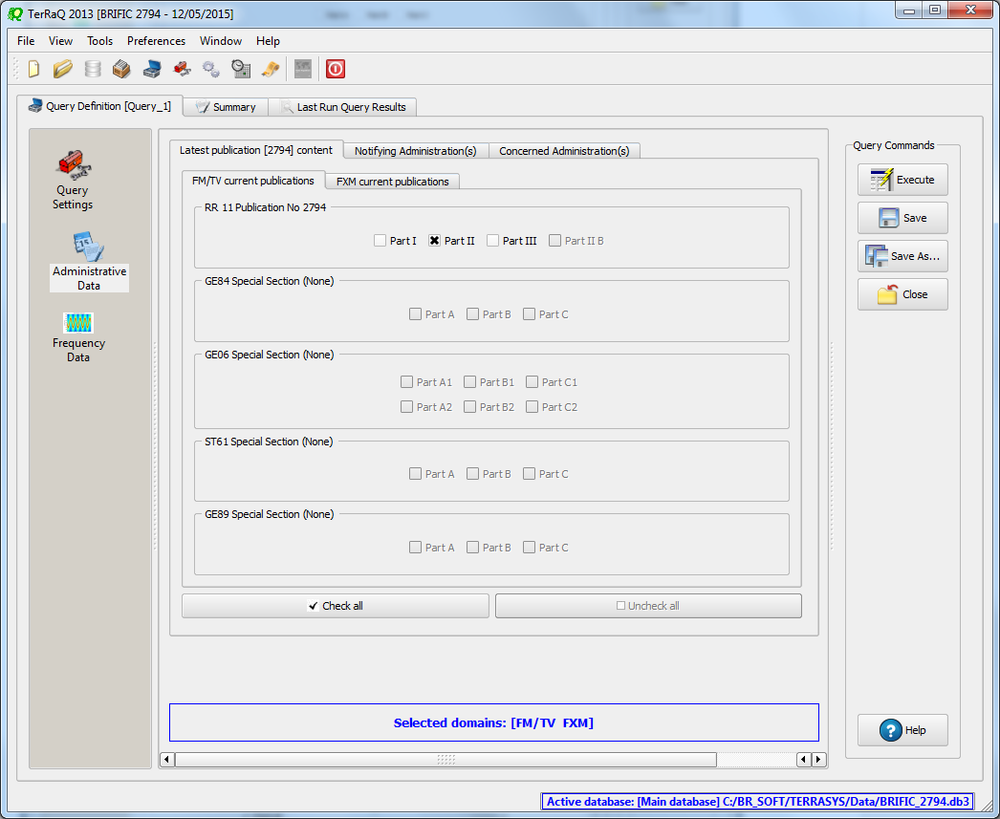 TerRaQ 2013 [BRIFIC 2794 - 12/05/2015]
File View Tools Preferences Window Help
Query Definition [Query_1] Summary Last Run Query Results
Query Settings
Administrative Data
Frequency Data
Latest publication [2794] content Notifying Administration(s) Concerned Administration(s)
FM/TV current publications FXM current publications
RR 11 Publication No 2794
Part I Part II Part III Part II B
GE84 Special Section (None)
Part A Part B Part C
GE06 Special Section (None)
Part A1 Part B1 Part C1
Part A2 Part B2 Part C2
ST61 Special Section (None)
Part A Part B Part C
GE89 Special Section (None)
Part A Part B Part C
Check all Uncheck all
Selected domains: [FM/TV FXM]
Query Commands
Execute
Save
Save As...
Close
Help
Active database: [Main database] C:/BR_SOFT/TERRASYS/Data/BRIFIC_2794.db3